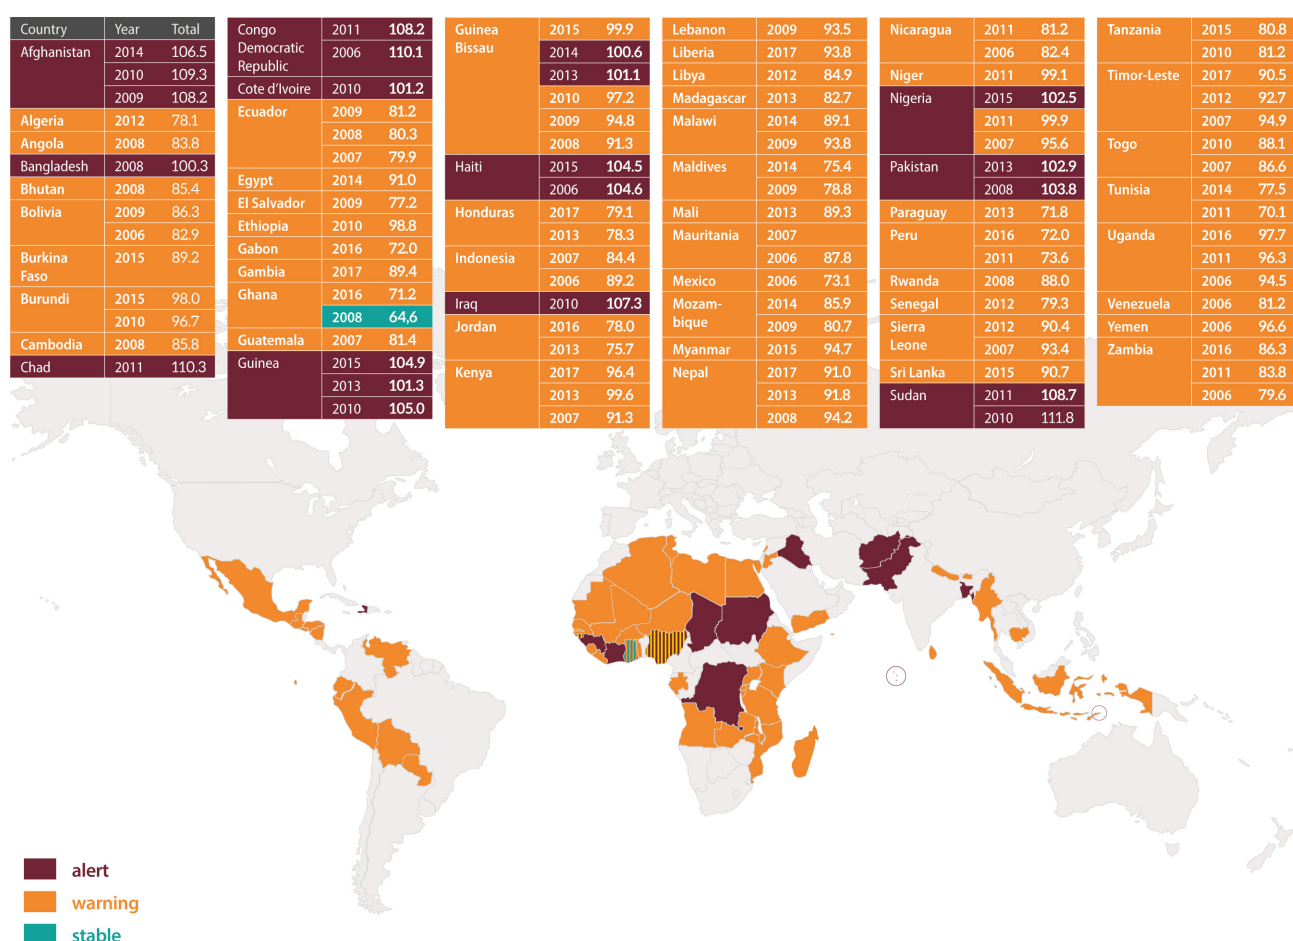 Country Year Total
Afghanistan 2014 106.5
2010 109.3
2009 108.2
Algeria 2012 78.1
Angola 2008 83.8
Bangladesh 2008 100.3
Bhutan 2008 85.4
Bolivia 2009 86.3
2006 82.9
Burkina 2015 89.2
Faso
Burundi 2015 98.0
2010 96.7
Cambodia 2008 85.8
Chad 2011 110.3
Congo 2011 108.2
Democratic 2006 110.1
Republic
Cote d'Ivoire 2010 101.2
Ecuador 2009 81.2
2008 80.3
2007 79.9
Egypt 2014 91.0
El Salvador 2009 77.2
Ethiopia 2010 98.8
Gabon 2016 72.0
Gambia 2017 89.4
Ghana 2016 71.2
2008 64,6
Guatemala 2007 81.4
Guinea 2015 104.9
2013 101.3
2010 105.0
Guinea 2015 99.9
Bissau 2014 100.6
2013 101.1
2010 97.2
2009 94.8
2008 91.3
Haiti 2015 104.5
2006 104.6
Honduras 2017 79.1
2013 78.3
Indonesia 2007 84.4
2006 89.2
Iraq 2010 107.3
Jordan 2016 78.0
2013 75.7
Kenya 2017 96.4
2013 99.6
2007 91.3
Lebanon 2009 93.5
Liberia 2017 93.8
Libya 2012 84.9
Madagascar 2013 82.7
Malawi 2014 89.1
2009 93.8
Maldives 2014 75.4
2009 78.8
Mali 2013 89.3
Mauritania 2007
2006 87.8
Mexico 2006 73.1
Mozam- 2014 85.9
bique 2009 80.7
Myanmar 2015 94.7
Nepal 2017 91.0
2013 91.8
2008 94.2
Nicaragua 2011 81.2
2006 82.4
Niger 2011 99.1
Nigeria 2015 102.5
2011 99.9
2007 95.6
Pakistan 2013 102.9
2008 103.8
Paraguay 2013 71.8
Peru 2016 72.0
2011 73.6
Rwanda 2008 88.0
Senegal 2012 79.3
Sierra 2012 90.4
Leone 2007 93.4
Sri Lanka 2015 90.7
Sudan 2011 108.7
2010 111.8
Tanzania 2015 80.8
2010 81.2
Timor-Leste 2017 90.5
2012 92.7
2007 94.9
Togo 2010 88.1
2007 86.6
Tunisia 2014 77.5
2011 70.1
Uganda 2016 97.7
2011 96.3
2006 94.5
Venezuela 2006 81.2
Yemen 2006 96.6
Zambia 2016 86.3
2011 83.8
2006 79.6
alert
warning
stable